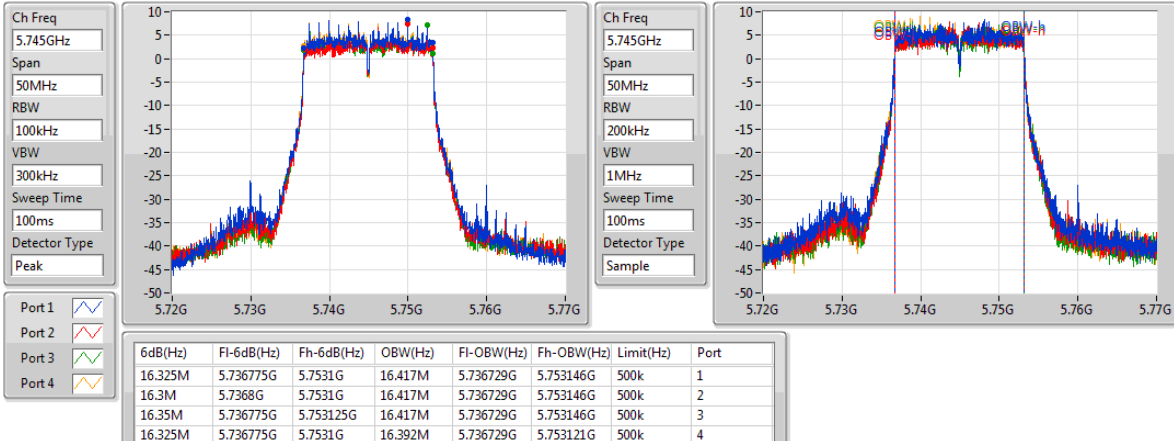 Ch Freq
5.745GHz
Span
50MHz
RBW
100kHz
VBW
300kHz
Sweep Time
100ms
Detector Type
Peak
10
5
0
-5
-10
-15
-20
-25
-30
-35
-40
-45
-50
5.72G 5.73G 5.74G 5.75G 5.76G 5.77G
Ch Freq
5.745GHz
Span
50MHz
RBW
200kHz
VBW
1MHz
Sweep Time
100ms
Detector Type
Sample
10
5
0
-5
-10
-15
-20
-25
-30
-35
-40
-45
-50
OBW-h
5.72G 5.73G 5.74G 5.75G 5.76G 5.77G
Port 1
Port 2
Port 3
Port 4
6dB(Hz) Fl-6dB(Hz) Fh-6dB(Hz) OBW(Hz) Fl-OBW(Hz) Fh-OBW(Hz) Limit(Hz) Port
16.325M 5.736775G 5.7531G 16.417M 5.736729G 5.753146G 500k 1
16.3M 5.7368G 5.7531G 16.417M 5.736729G 5.753146G 500k 2
16.35M 5.736775G 5.753125G 16.417M 5.736729G 5.753146G 500k 3
16.325M 5.736775G 5.7531G 16.392M 5.736729G 5.753121G 500k 4